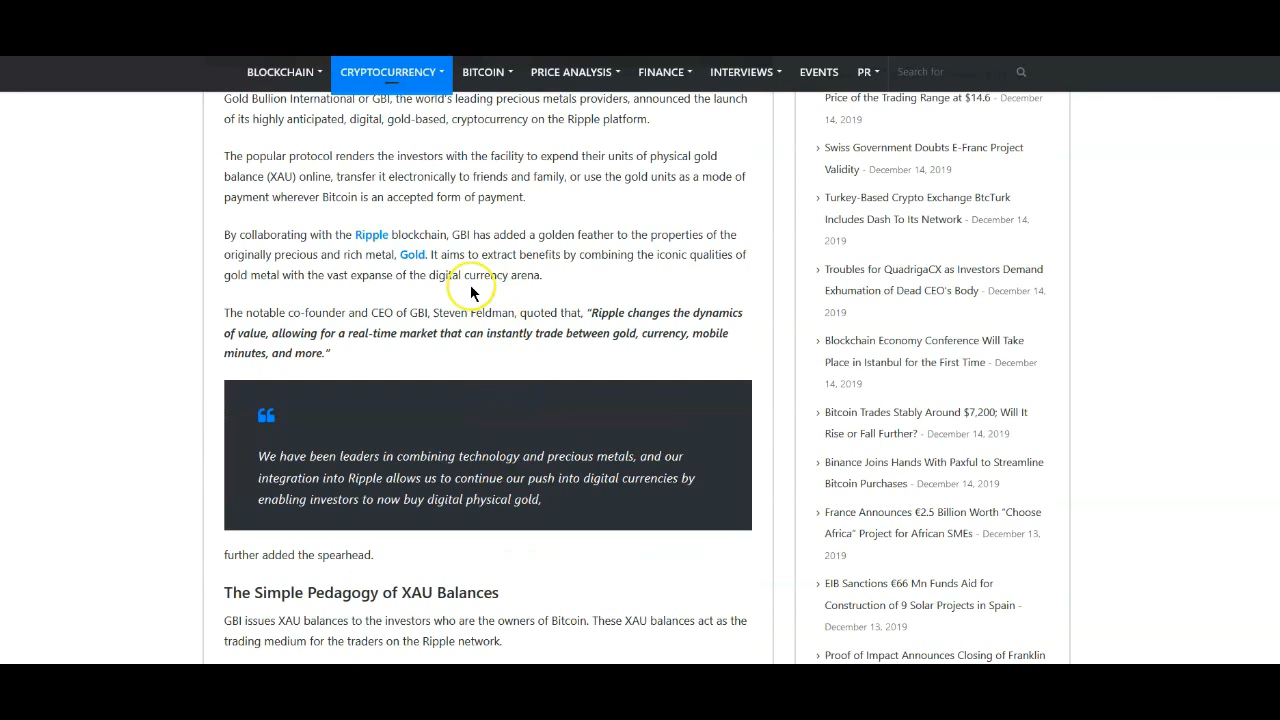 BLOCKCHAIN CRYPTOCURRENCY BITCOIN PRICE ANALYSIS FINANCE INTERVIEWS EVENTS PR Search for
Gold Bullion International or GBI, the world's leading precious metals providers, announced the launch
of its highly anticipated, digital, gold-based, cryptocurrency on the Ripple platform.
The popular protocol renders the investors with the facility to expend their units of physical gold
balance (XAU) online, transfer it electronically to friends and family, or use the gold units as a mode of
payment wherever Bitcoin is an accepted form of payment.
By collaborating with the Ripple blockchain, GBI has added a golden feather to the properties of the
originally precious and rich metal, Gold. It aims to extract benefits by combining the iconic qualities of
gold metal with the vast expanse of the digital currency arena.
The notable co-founder and CEO of GBI, Steven Feldman, quoted that, “Ripple changes the dynamics
of value, allowing for a real-time market that can instantly trade between gold, currency, mobile
minutes, and more.”
We have been leaders in combining technology and precious metals, and our
integration into Ripple allows us to continue our push into digital currencies by
enabling investors to now buy digital physical gold,
further added the spearhead.
The Simple Pedagogy of XAU Balances
GBI issues XAU balances to the investors who are the owners of Bitcoin. These XAU balances act as the
trading medium for the traders on the Ripple network.
Price of the Trading Range at $14.6 - December
14, 2019
› Swiss Government Doubts E-Franc Project
Validity - December 14, 2019
› Turkey-Based Crypto Exchange BtcTurk
Includes Dash To Its Network - December 14,
2019
› Troubles for QuadrigaCX as Investors Demand
Exhumation of Dead CEO's Body - December 14,
2019
› Blockchain Economy Conference Will Take
Place in Istanbul for the First Time - December
14, 2019
› Bitcoin Trades Stably Around $7,200; Will It
Rise or Fall Further? - December 14, 2019
› Binance Joins Hands With Paxful to Streamline
Bitcoin Purchases - December 14, 2019
› France Announces €2.5 Billion Worth “Choose
Africa” Project for African SMEs - December 13,
2019
› EIB Sanctions €66 Mn Funds Aid for
Construction of 9 Solar Projects in Spain -
December 13, 2019
› Proof of Impact Announces Closing of Franklin